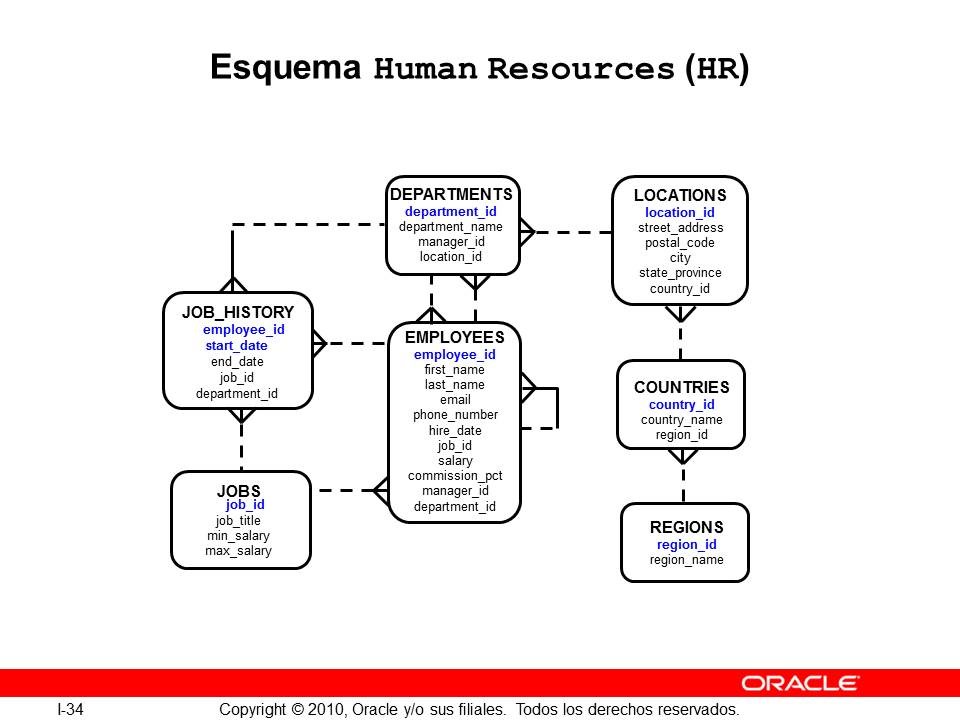 Esquema Human Resources (HR)
DEPARTMENTS
department_id
department_name
manager_id
location_id
LOCATIONS
location_id
street_address
postal_code
city
state_province
country_id
JOB_HISTORY
employee_id
start_date
end_date
job_id
department_id
EMPLOYEES
employee_id
first_name
last_name
email
phone_number
hire_date
job_id
salary
commission_pct
manager_id
department_id
COUNTRIES
country_id
country_name
region_id
JOBS
job_id
job_title
min_salary
max_salary
REGIONS
region_id
region_name
ORACLE
I-34 Copyright © 2010, Oracle y/o sus filiales. Todos los derechos reservados.